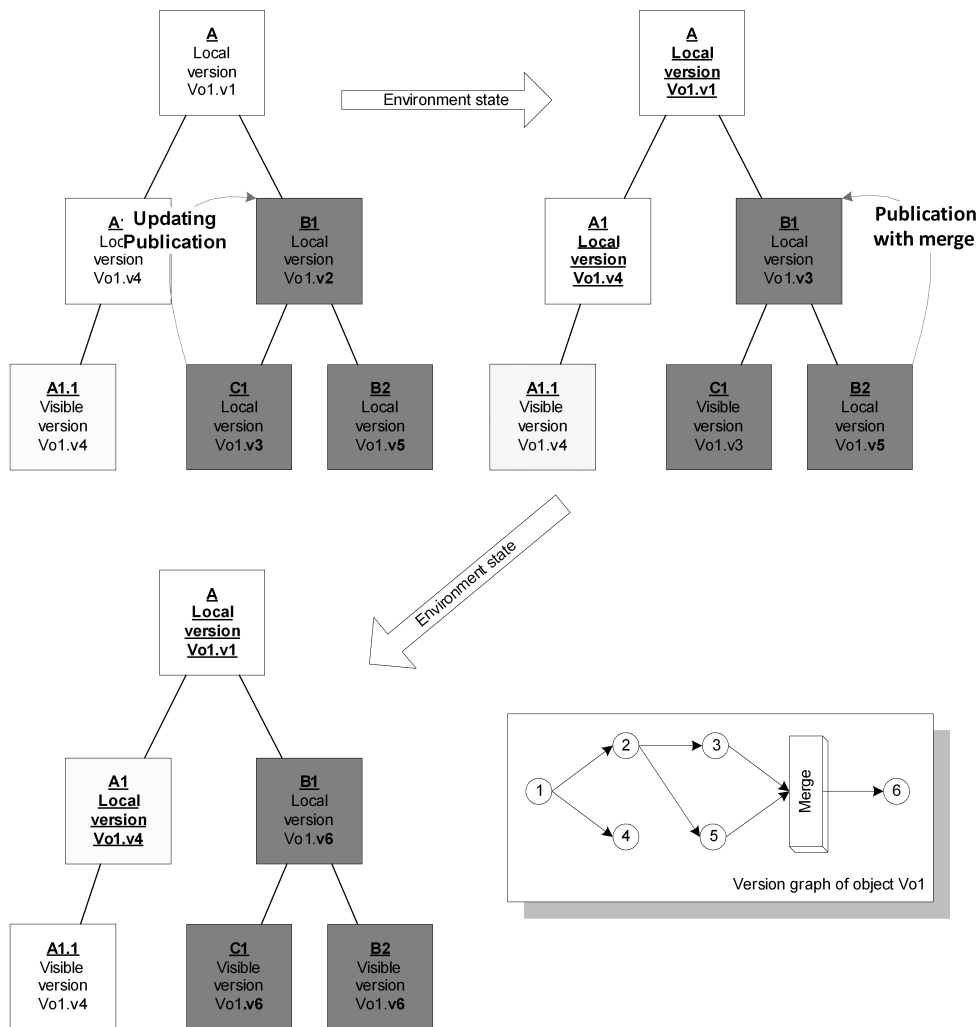 A
Local
version
Vo1.v1
Environment state
A
Local
version
Vo1.v1
Updating
Publication
version
Vo1.v4
B1
Local
version
Vo1.v2
A1
Local
version
Vo1.v4
B1
Local
version
Vo1.v3
Publication
with merge
A1.1
Visible
version
Vo1.v4
C1
Local
version
Vo1.v3
B2
Local
version
Vo1.v5
A1.1
Visible
version
Vo1.v4
C1
Visible
version
Vo1.v3
B2
Local
version
Vo1.v5
Environment state
A
Local
version
Vo1.v1
A1
Local
version
Vo1.v4
B1
Local
version
Vo1.v6
A1.1
Visible
version
Vo1.v4
C1
Visible
version
Vo1.v6
B2
Visible
version
Vo1.v6
1
2
3
4
5
Merge
6
Version graph of object Vo1